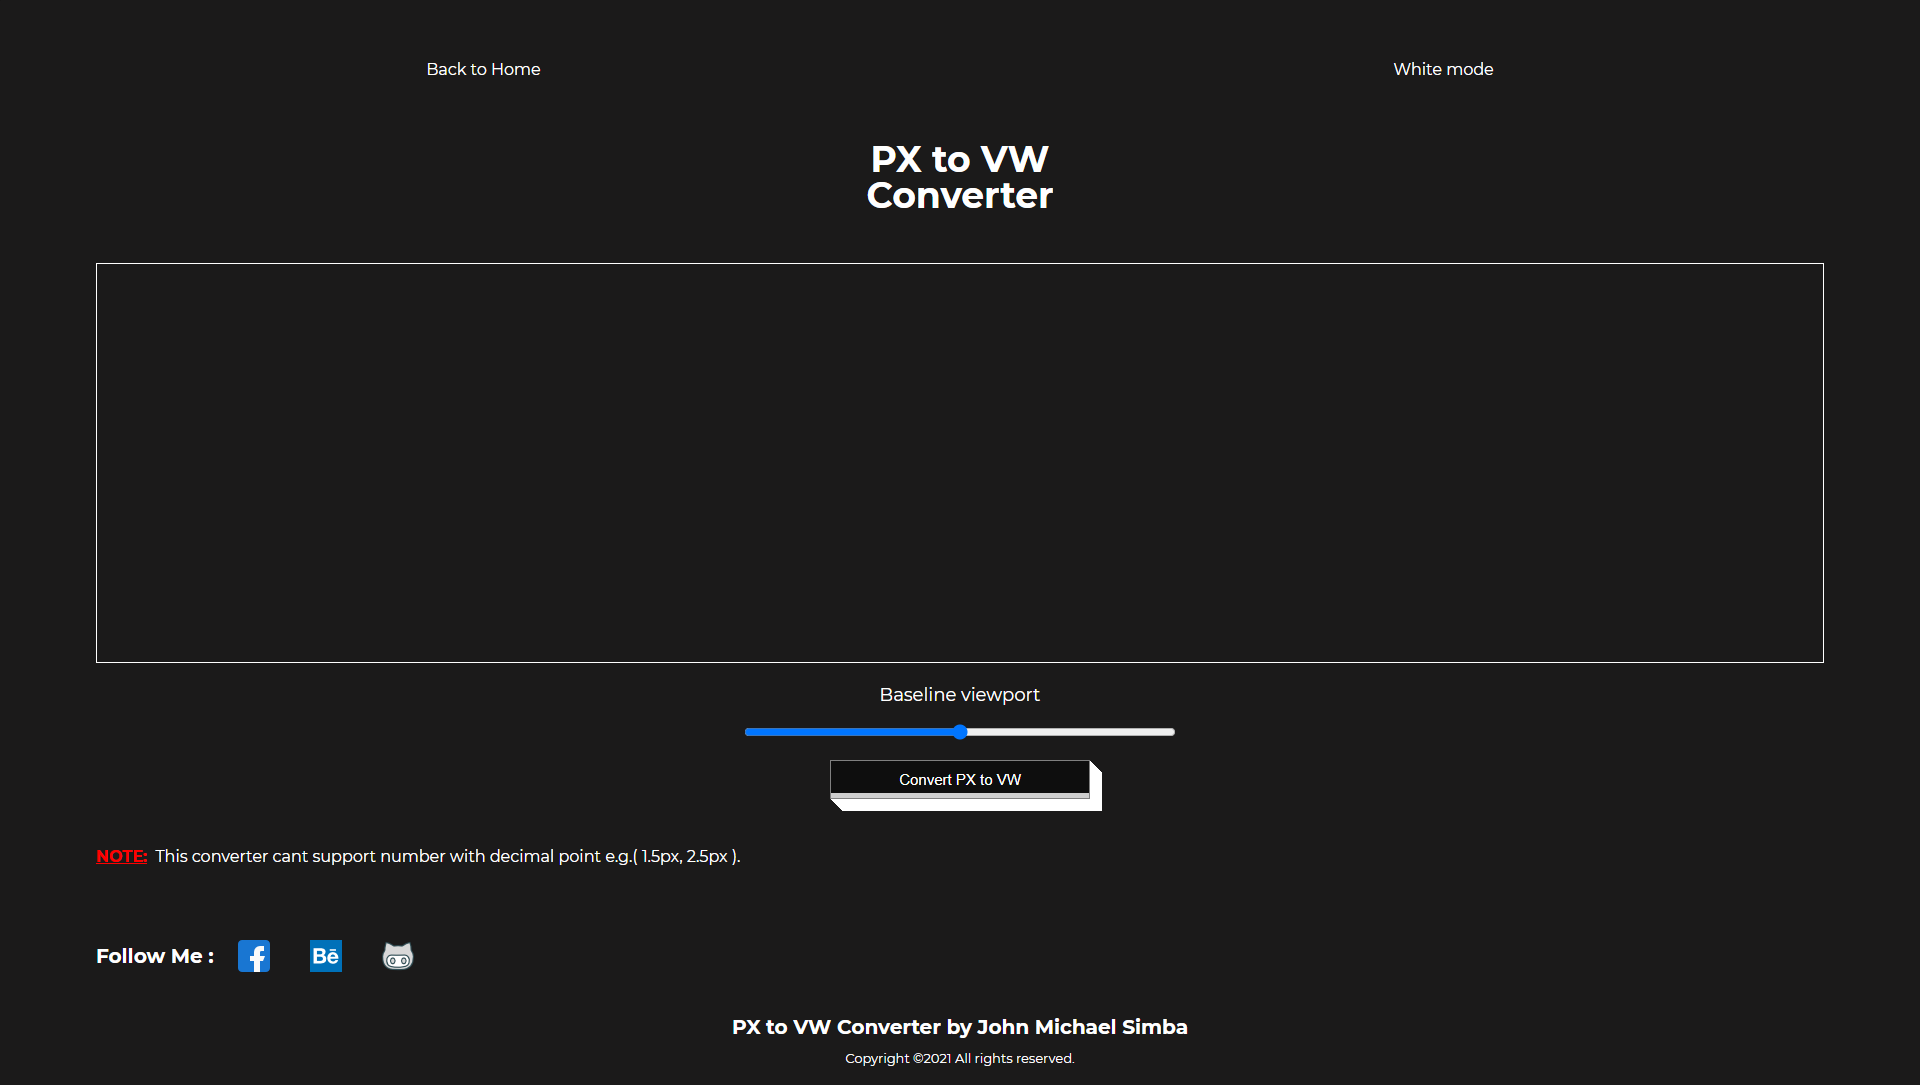 Back to Home
White mode
PX to VW
Converter
Baseline viewport
Convert PX to VW
NOTE: This converter cant support number with decimal point e.g.( 1.5px, 2.5px ).
Follow Me :
Bē
PX to VW Converter by John Michael Simba
Copyright ©2021 All rights reserved.